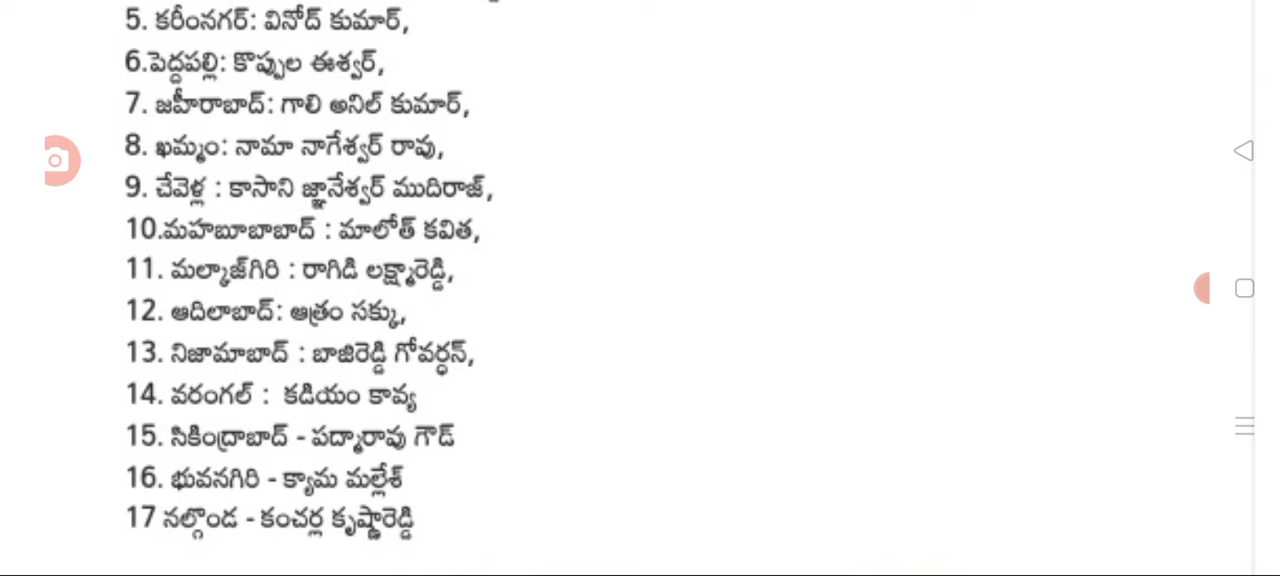 5. కరీంనగర్: వినోద్ కుమార్,
6.పెద్దపల్లి: కొప్పుల ఈశ్వర్,
7. జహీరాబాద్: గాలి అనిల్ కుమార్,
8. ఖమ్మం: నామా నాగేశ్వర్ రావు,
9. చేవెళ్ల : కాసాని జ్ఞానేశ్వర్ ముదిరాజ్,
10.మహబూబాబాద్ : మాలోత్ కవిత,
11. మల్కాజ్‌గిరి : రాగిడి లక్ష్మారెడ్డి,
12. ఆదిలాబాద్: ఆత్రం సక్కు,
13. నిజామాబాద్ : బాజిరెడ్డి గోవర్ధన్,
14. వరంగల్ : కడియం కావ్య
15. సికింద్రాబాద్ - పద్మారావు గౌడ్
16. భువనగిరి - క్యామ మల్లేశ్
17 నల్గొండ - కంచర్ల కృష్ణారెడ్డి